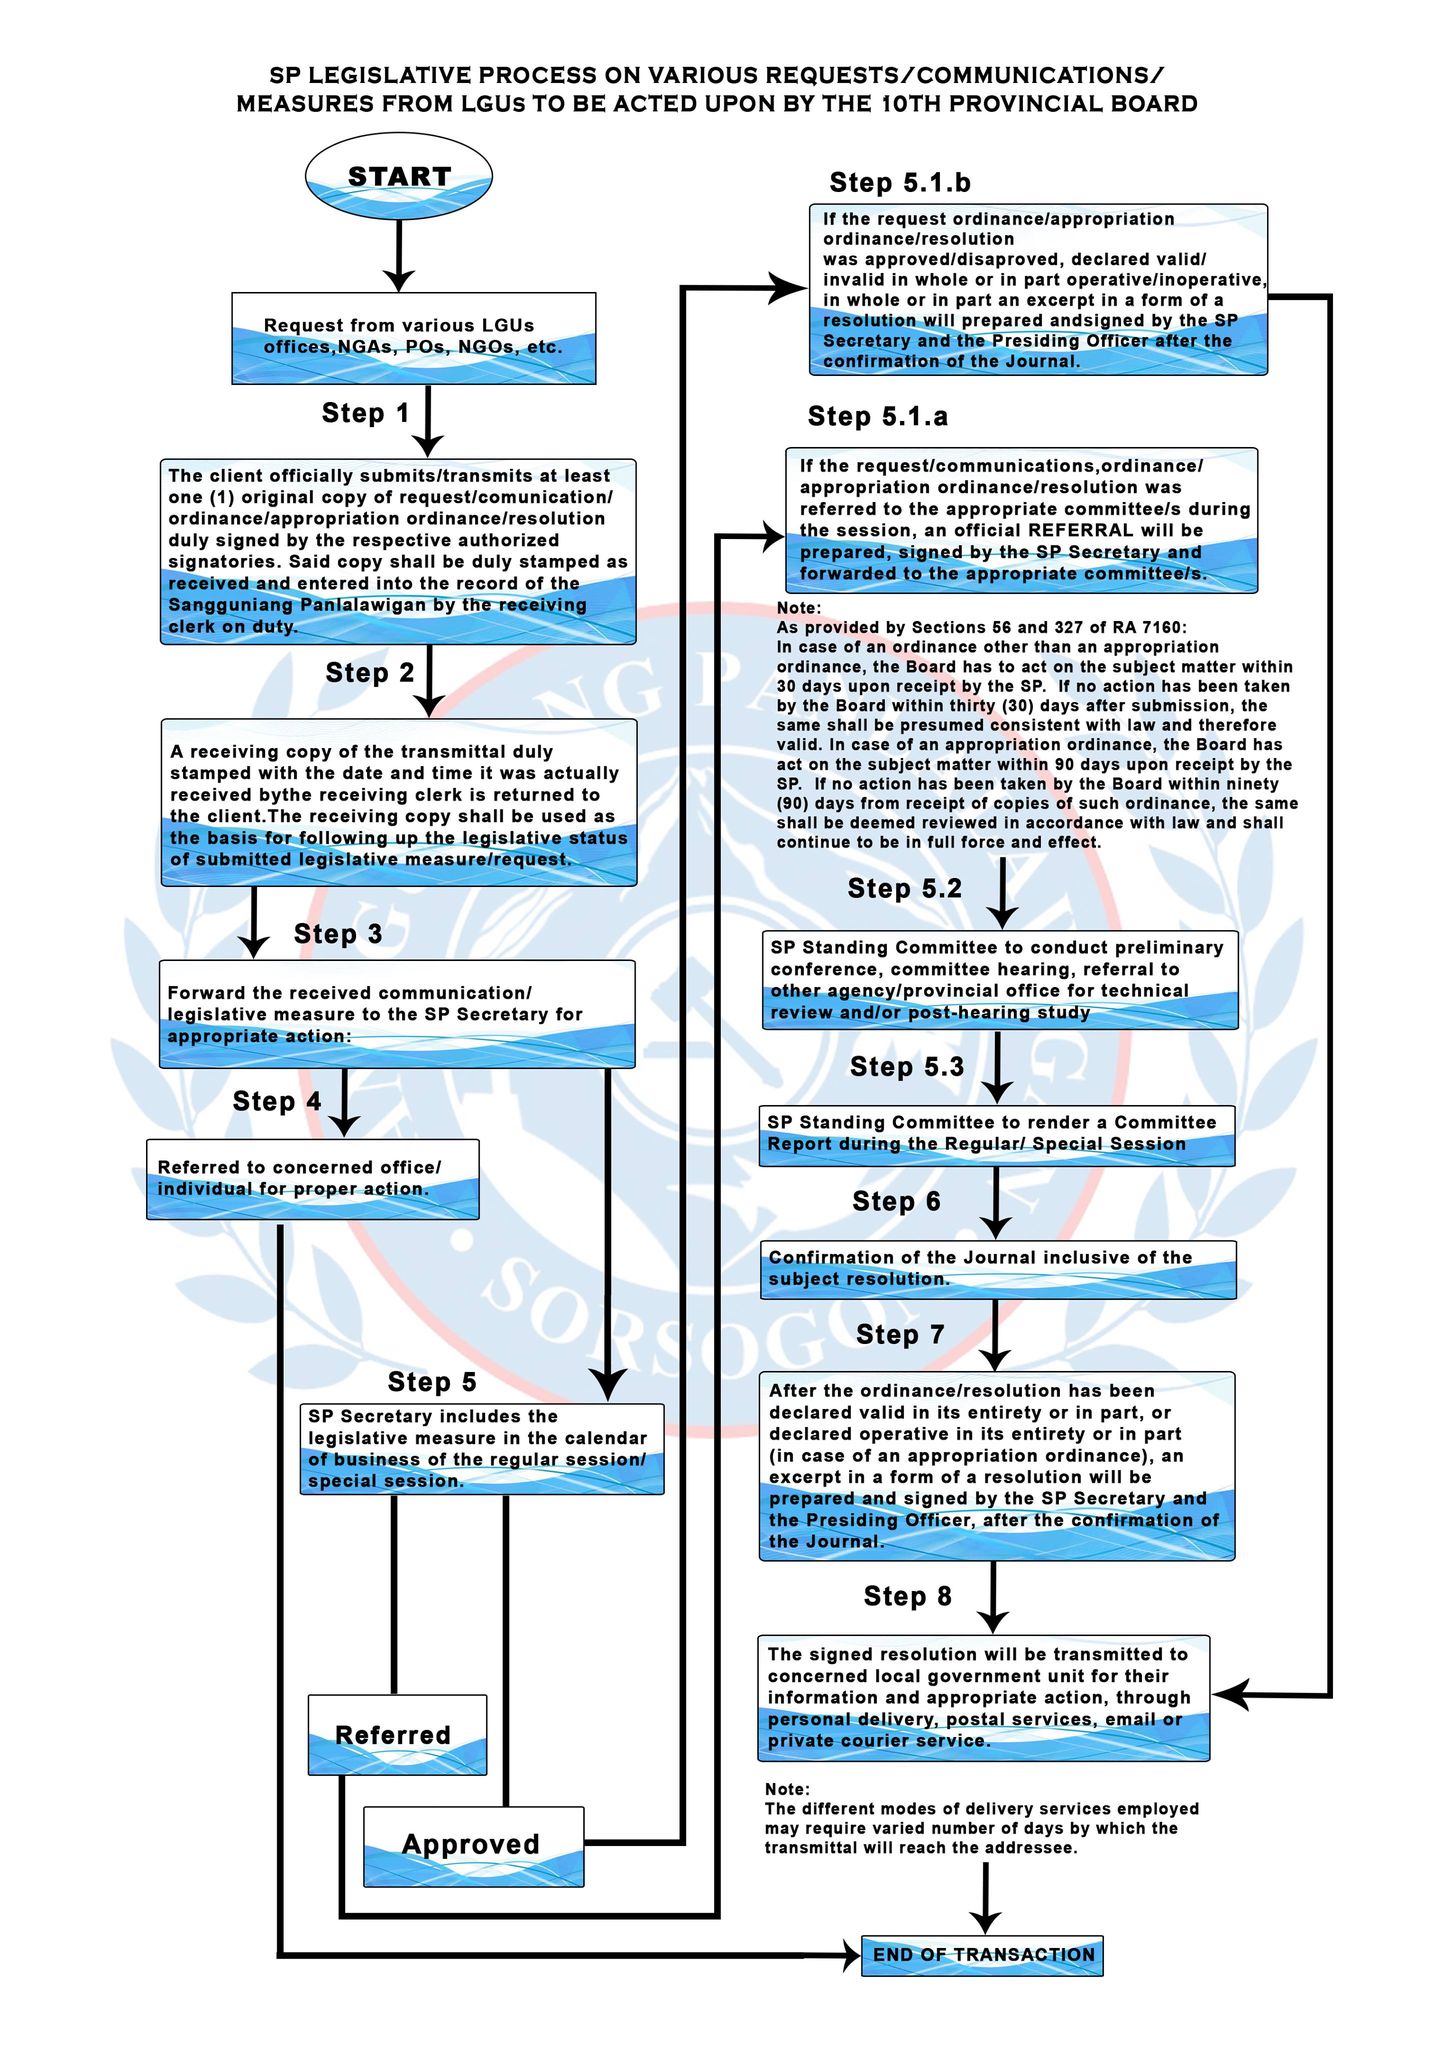 SP LEGISLATIVE PROCESS ON VARIOUS REQUESTS/COMMUNICATIONS/
MEASURES FROM LGUs TO BE ACTED UPON BY THE 10TH PROVINCIAL BOARD
START
Request from various LGUs
offices,NGAs, POs, NGOs, etc.
Step 1
The client officially submits/transmits at least
one (1) original copy of request/comunication/
ordinance/appropriation ordinance/resolution
duly signed by the respective authorized
signatories. Said copy shall be duly stamped as
received and entered into the record of the
Sangguniang Panlalawigan by the receiving
clerk on duty.
Step 2
A receiving copy of the transmittal duly
stamped with the date and time it was actually
received bythe receiving clerk is returned to
the client.The receiving copy shall be used as
the basis for following up the legislative status
of submitted legislative measure/request.
Step 3
Forward the received communication/
legislative measure to the SP Secretary for
appropriate action:
Step 4
Referred to concerned office/
individual for proper action.
Step 5
SP Secretary includes the
legislative measure in the calendar
of business of the regular session/
special session.
Referred
Approved
Step 5.1.b
If the request ordinance/appropriation
ordinance/resolution
was approved/disaproved, declared valid/
invalid in whole or in part operative/inoperative,
in whole or in part an excerpt in a form of a
resolution will prepared andsigned by the SP
Secretary and the Presiding Officer after the
confirmation of the Journal.
Step 5.1.a
If the request/communications,ordinance/
appropriation ordinance/resolution was
referred to the appropriate committee/s during
the session, an official REFERRAL will be
prepared, signed by the SP Secretary and
forwarded to the appropriate committee/s.
Note:
As provided by Sections 56 and 327 of RA 7160:
In case of an ordinance other than an appropriation
ordinance, the Board has to act on the subject matter within
30 days upon receipt by the SP. If no action has been taken
by the Board within thirty (30) days after submission, the
same shall be presumed consistent with law and therefore
valid. In case of an appropriation ordinance, the Board has
act on the subject matter within 90 days upon receipt by the
SP. If no action has been taken by the Board within ninety
(90) days from receipt of copies of such ordinance, the same
shall be deemed reviewed in accordance with law and shall
continue to be in full force and effect.
Step 5.2
SP Standing Committee to conduct preliminary
conference, committee hearing, referral to
other agency/provincial office for technical
review and/or post-hearing study
Step 5.3
SP Standing Committee to render a Committee
Report during the Regular/ Special Session
Step 6
Confirmation of the Journal inclusive of the
subject resolution.
Step 7
After the ordinance/resolution has been
declared valid in its entirety or in part, or
declared operative in its entirety or in part
(in case of an appropriation ordinance), an
excerpt in a form of a resolution will be
prepared and signed by the SP Secretary and
the Presiding Officer, after the confirmation of
the Journal.
Step 8
The signed resolution will be transmitted to
concerned local government unit for their
information and appropriate action, through
personal delivery, postal services, email or
private courier service.
Note:
The different modes of delivery services employed
may require varied number of days by which the
transmittal will reach the addressee.
END OF TRANSACTION